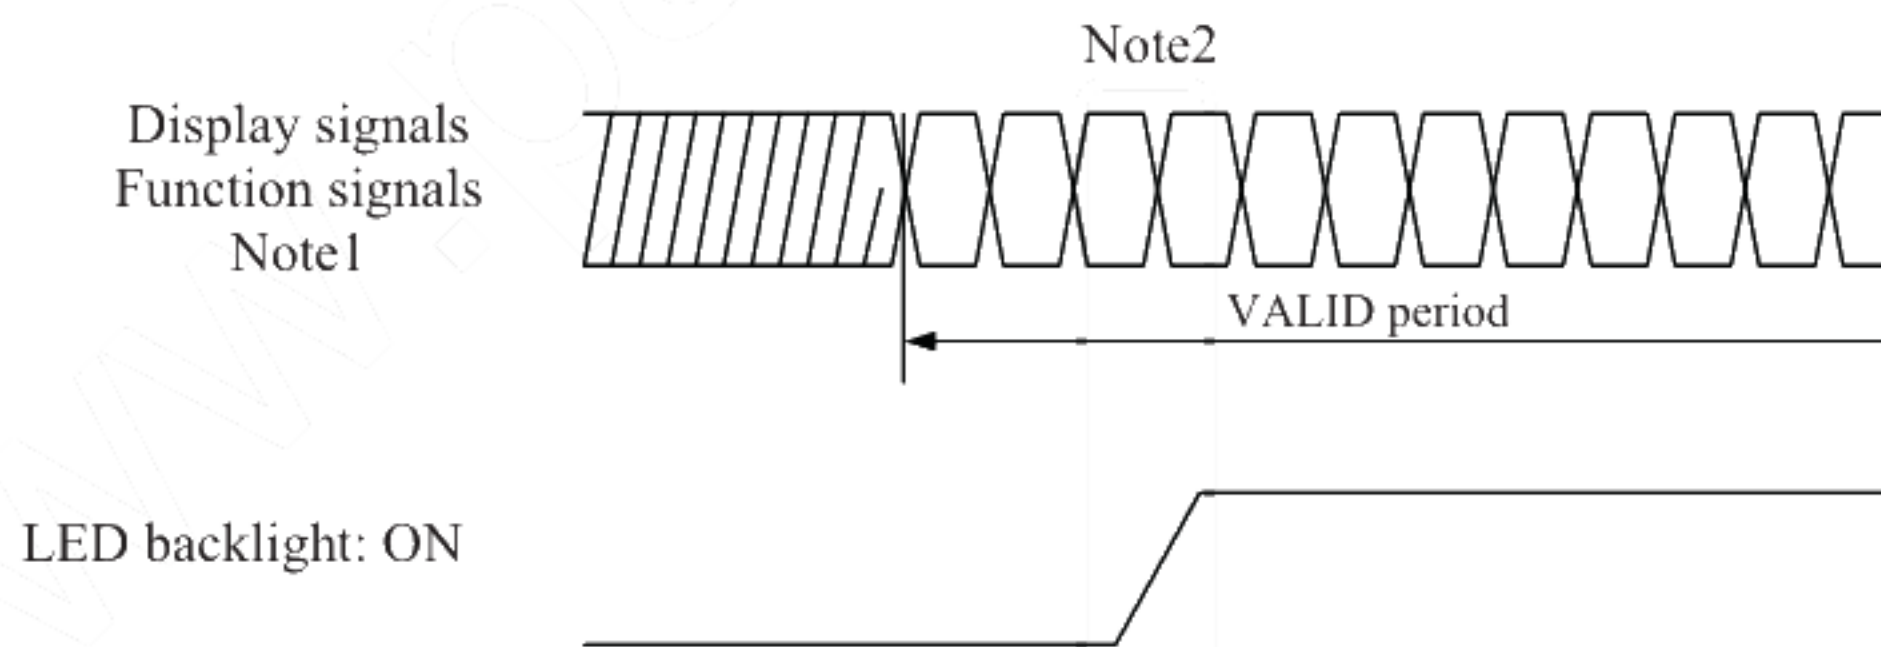 Note2
Display signals
Function signals
Note1
VALID period
LED backlight: ON